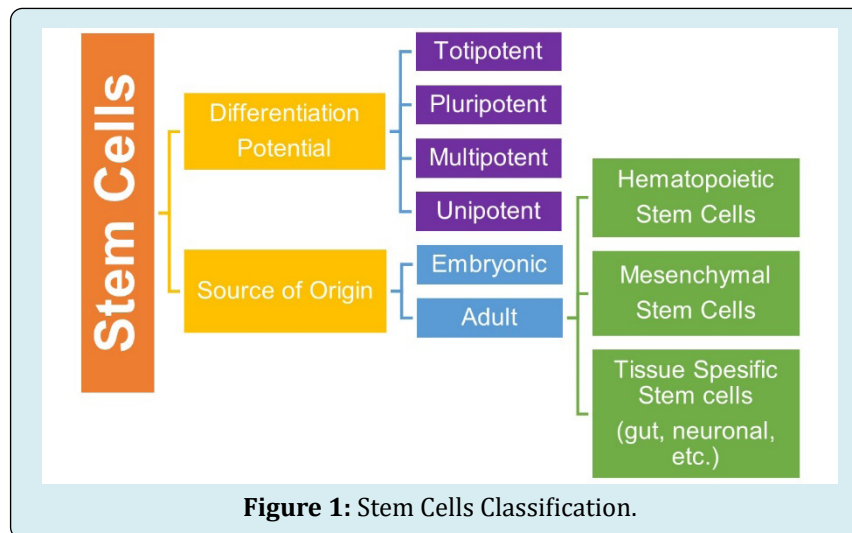 Stem Cells
Differentiation
Potential
Totipotent
Pluripotent
Multipotent
Unipotent
Source of Origin
Embryonic
Adult
Hematopoietic
Stem Cells
Mesenchymal
Stem Cells
Tissue Spesific
Stem cells
(gut, neuronal,
etc.)
Figure 1: Stem Cells Classification.